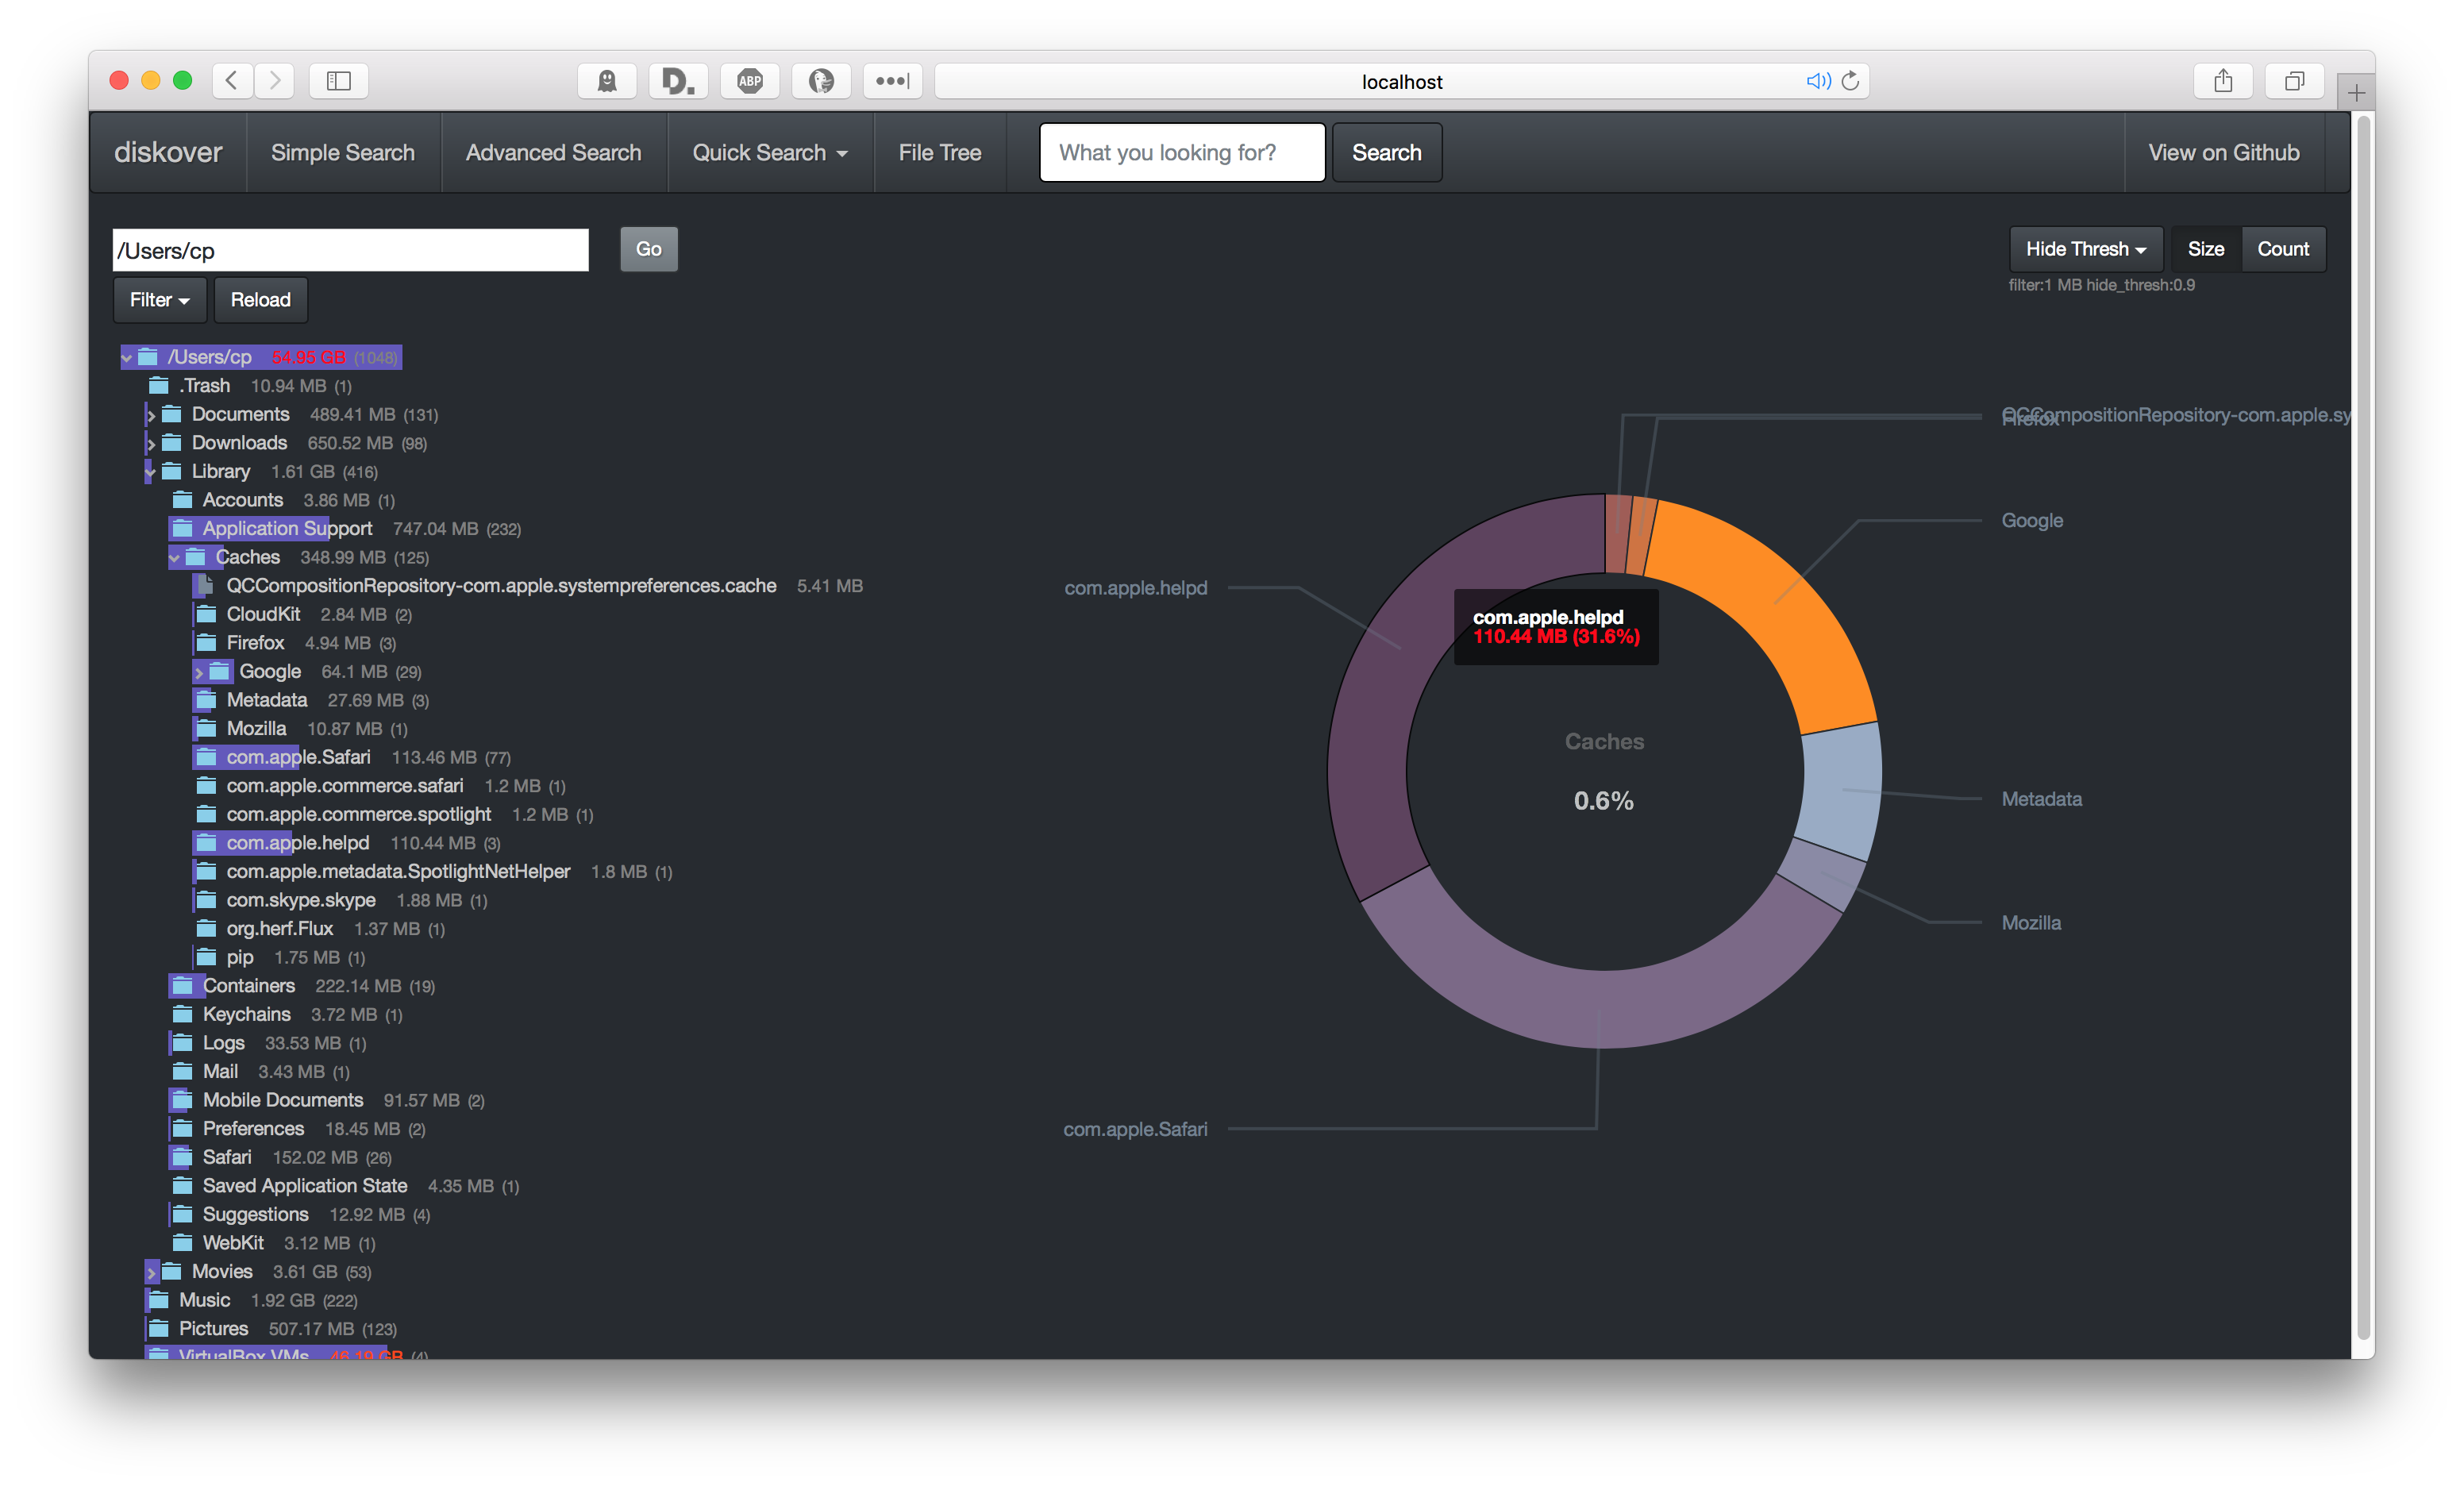 localhost
D.
ABP
diskover Simple Search Advanced Search Quick Search File Tree What you looking for? Search View on Github
/Users/cp Go
Hide Thresh Size Count
filter:1 MB hide_thresh:0.9
Filter Reload
/Users/cp 54.95 GB (1048)
.Trash 10.94 MB (1)
Documents 489.41 MB (131)
Downloads 650.52 MB (98)
Library 1.61 GB (416)
Accounts 3.86 MB (1)
Application Support 747.04 MB (232)
Caches 348.99 MB (125)
QCCompositionRepository-com.apple.systempreferences.cache 5.41 MB
CloudKit 2.84 MB (2)
Firefox 4.94 MB (3)
Google 64.1 MB (29)
Metadata 27.69 MB (3)
Mozilla 10.87 MB (1)
com.apple.Safari 113.46 MB (77)
com.apple.commerce.safari 1.2 MB (1)
com.apple.commerce.spotlight 1.2 MB (1)
com.apple.helpd 110.44 MB (3)
com.apple.metadata.SpotlightNetHelper 1.8 MB (1)
com.skype.skype 1.88 MB (1)
org.herf.Flux 1.37 MB (1)
pip 1.75 MB (1)
Containers 222.14 MB (19)
Keychains 3.72 MB (1)
Logs 33.53 MB (1)
Mail 3.43 MB (1)
Mobile Documents 91.57 MB (2)
Preferences 18.45 MB (2)
Safari 152.02 MB (26)
Saved Application State 4.35 MB (1)
Suggestions 12.92 MB (4)
WebKit 3.12 MB (1)
Movies 3.61 GB (53)
Music 1.92 GB (222)
Pictures 507.17 MB (123)
VirtualBox VMs 46.19 GB (4)
QCCompositionRepository-com.apple.sy
Firefox
Google
com.apple.helpd
com.apple.helpd
110.44 MB (31.6%)
Caches
0.6%
Metadata
Mozilla
com.apple.Safari